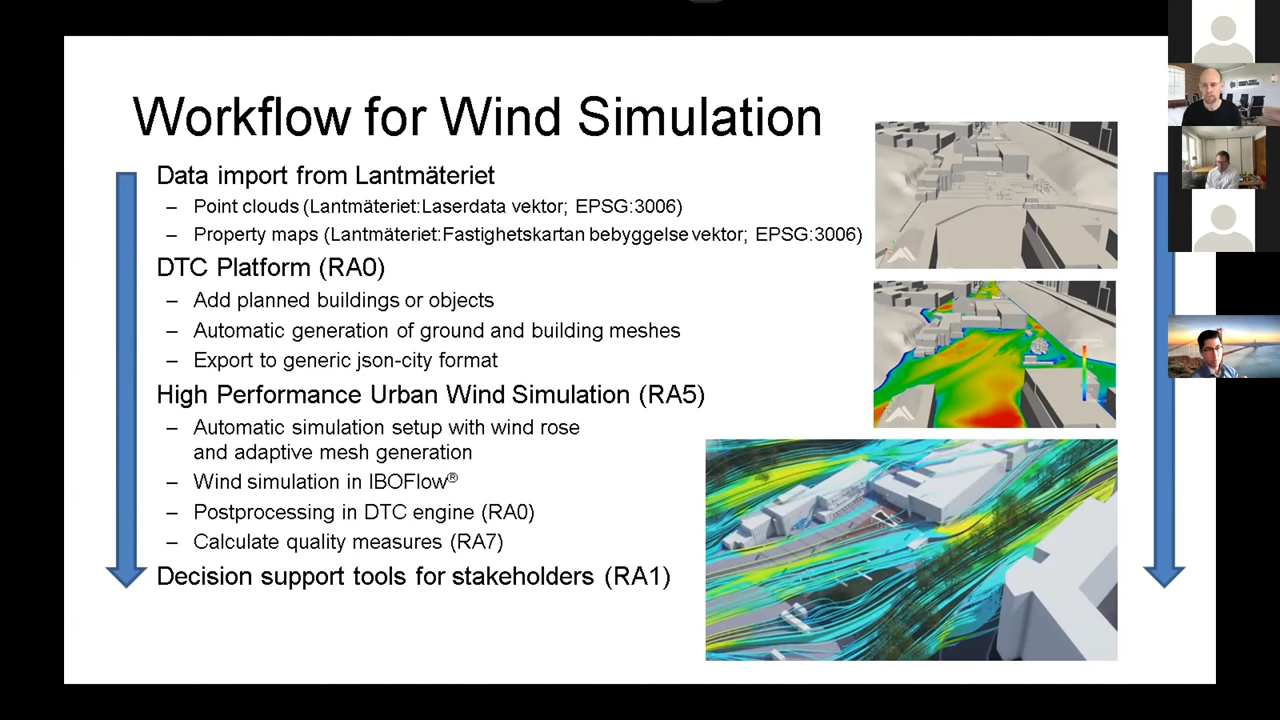 Workflow for Wind Simulation
Data import from Lantmäteriet
– Point clouds (Lantmäteriet:Laserdata vektor; EPSG:3006)
– Property maps (Lantmäteriet:Fastighetskartan bebyggelse vektor; EPSG:3006)
DTC Platform (RA0)
– Add planned buildings or objects
– Automatic generation of ground and building meshes
– Export to generic json-city format
High Performance Urban Wind Simulation (RA5)
– Automatic simulation setup with wind rose
and adaptive mesh generation
– Wind simulation in IBOFlow®
– Postprocessing in DTC engine (RA0)
– Calculate quality measures (RA7)
Decision support tools for stakeholders (RA1)